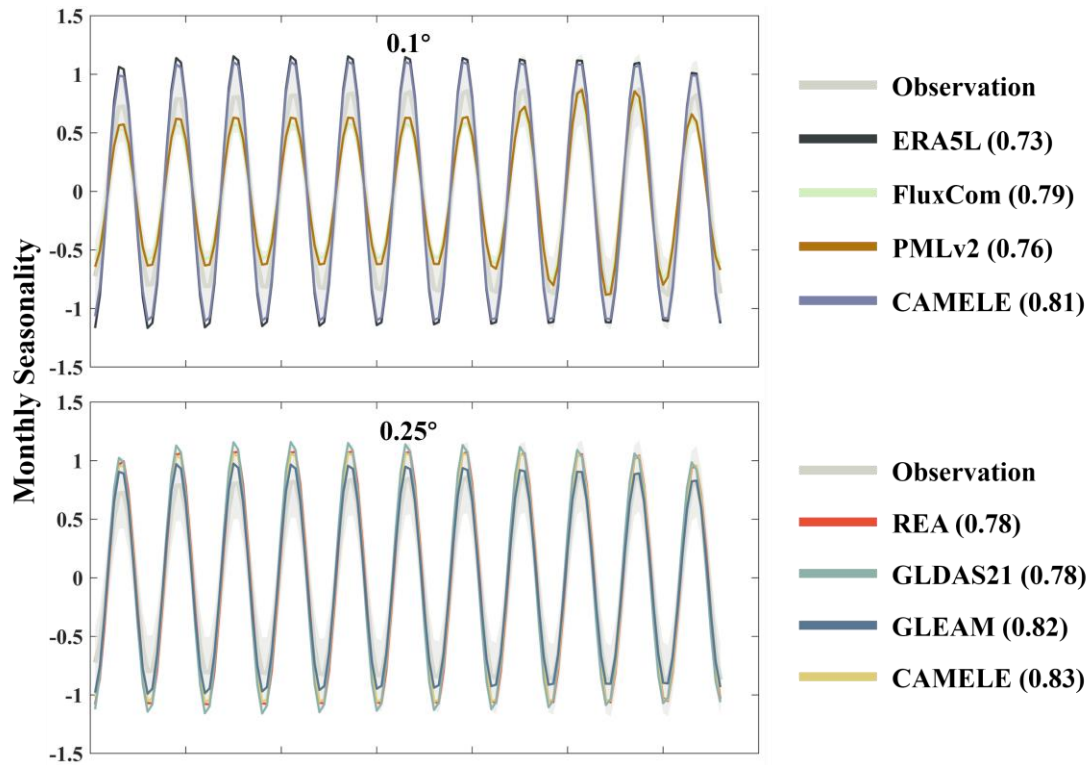 Monthly Seasonality
0.1°
1.5
1
0.5
0
-0.5
-1
-1.5
Observation
ERA5L (0.73)
FluxCom (0.79)
PMLv2 (0.76)
CAMELE (0.81)
0.25°
1.5
1
0.5
0
-0.5
-1
-1.5
Observation
REA (0.78)
GLDAS21 (0.78)
GLEAM (0.82)
CAMELE (0.83)